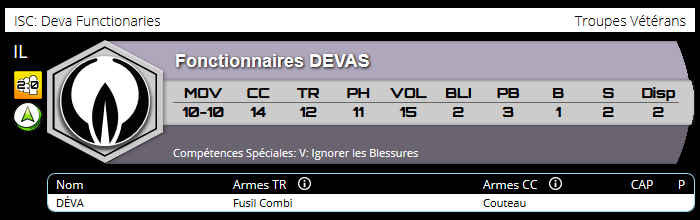 ISC: Deva Functionaries Troupes Vétérans
IL
Fonctionnaires DEVAS
MOV CC TR PH VOL BLI PB B S Disp
10-10 14 12 11 15 2 3 1 2 2
Compétences Spéciales: V: Ignorer les Blessures
Nom Armes TR Armes CC CAP P
DÉVA Fusil Combi Couteau